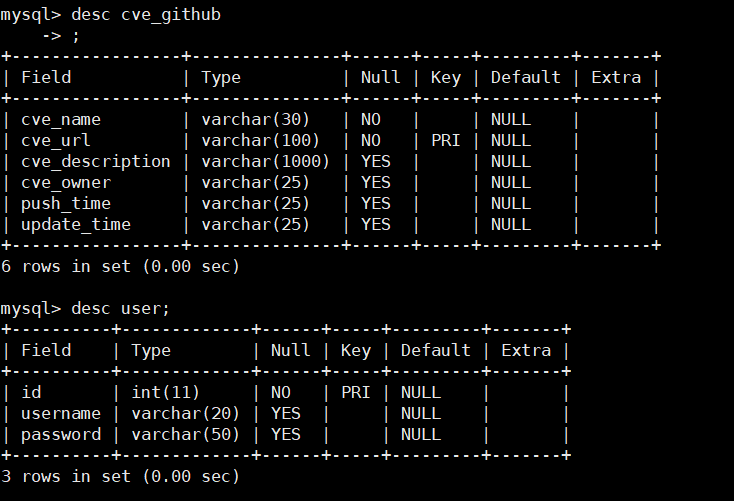 mysql> desc cve_github
    -> ;
+-----------------+---------------+------+-----+---------+-------+
| Field           | Type          | Null | Key | Default | Extra |
+-----------------+---------------+------+-----+---------+-------+
| cve_name        | varchar(30)   | NO   |     | NULL    |       |
| cve_url         | varchar(100)  | NO   | PRI | NULL    |       |
| cve_description | varchar(1000) | YES  |     | NULL    |       |
| cve_owner       | varchar(25)   | YES  |     | NULL    |       |
| push_time       | varchar(25)   | YES  |     | NULL    |       |
| update_time     | varchar(25)   | YES  |     | NULL    |       |
+-----------------+---------------+------+-----+---------+-------+
6 rows in set (0.00 sec)

mysql> desc user;
+----------+-------------+------+-----+---------+-------+
| Field    | Type        | Null | Key | Default | Extra |
+----------+-------------+------+-----+---------+-------+
| id       | int(11)     | NO   | PRI | NULL    |       |
| username | varchar(20) | YES  |     | NULL    |       |
| password | varchar(50) | YES  |     | NULL    |       |
+----------+-------------+------+-----+---------+-------+
3 rows in set (0.00 sec)